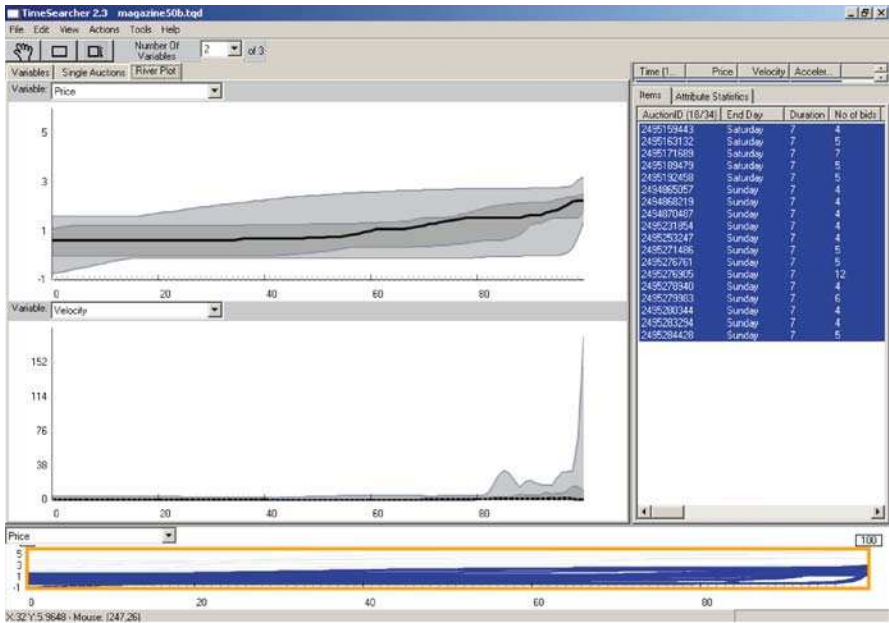 TimeSearcher 2.3 magazine50b.tqd
File Edit View Actions Tools Help
Number Of Variables 2 of 3
Variables Single Auctions River Plot
Variable: Price
5
3
1
-1
0 20 40 60 80
Variable: Velocity
152
114
76
38
0
0 20 40 60 80
Time (1... Price Velocity Acceler...
Items Attribute Statistics
AuctionID (18/34) End Day Duration No of bids
2495159443 Saturday 7 4
2495163132 Saturday 7 5
2495171689 Saturday 7 7
2495189479 Saturday 7 5
2495192458 Saturday 7 5
2494865057 Sunday 7 4
2494868219 Sunday 7 4
2494870487 Sunday 7 4
2495231854 Sunday 7 4
2495253247 Sunday 7 4
2495271486 Sunday 7 5
2495276761 Sunday 7 5
2495276905 Sunday 7 12
2495278940 Sunday 7 4
2495279983 Sunday 7 6
2495280344 Sunday 7 4
2495283294 Sunday 7 4
2495284428 Sunday 7 5
Price
100
5
3
1
-1
0 20 40 60 80
X:32 Y:5.9648 - Mouse: (247,26)